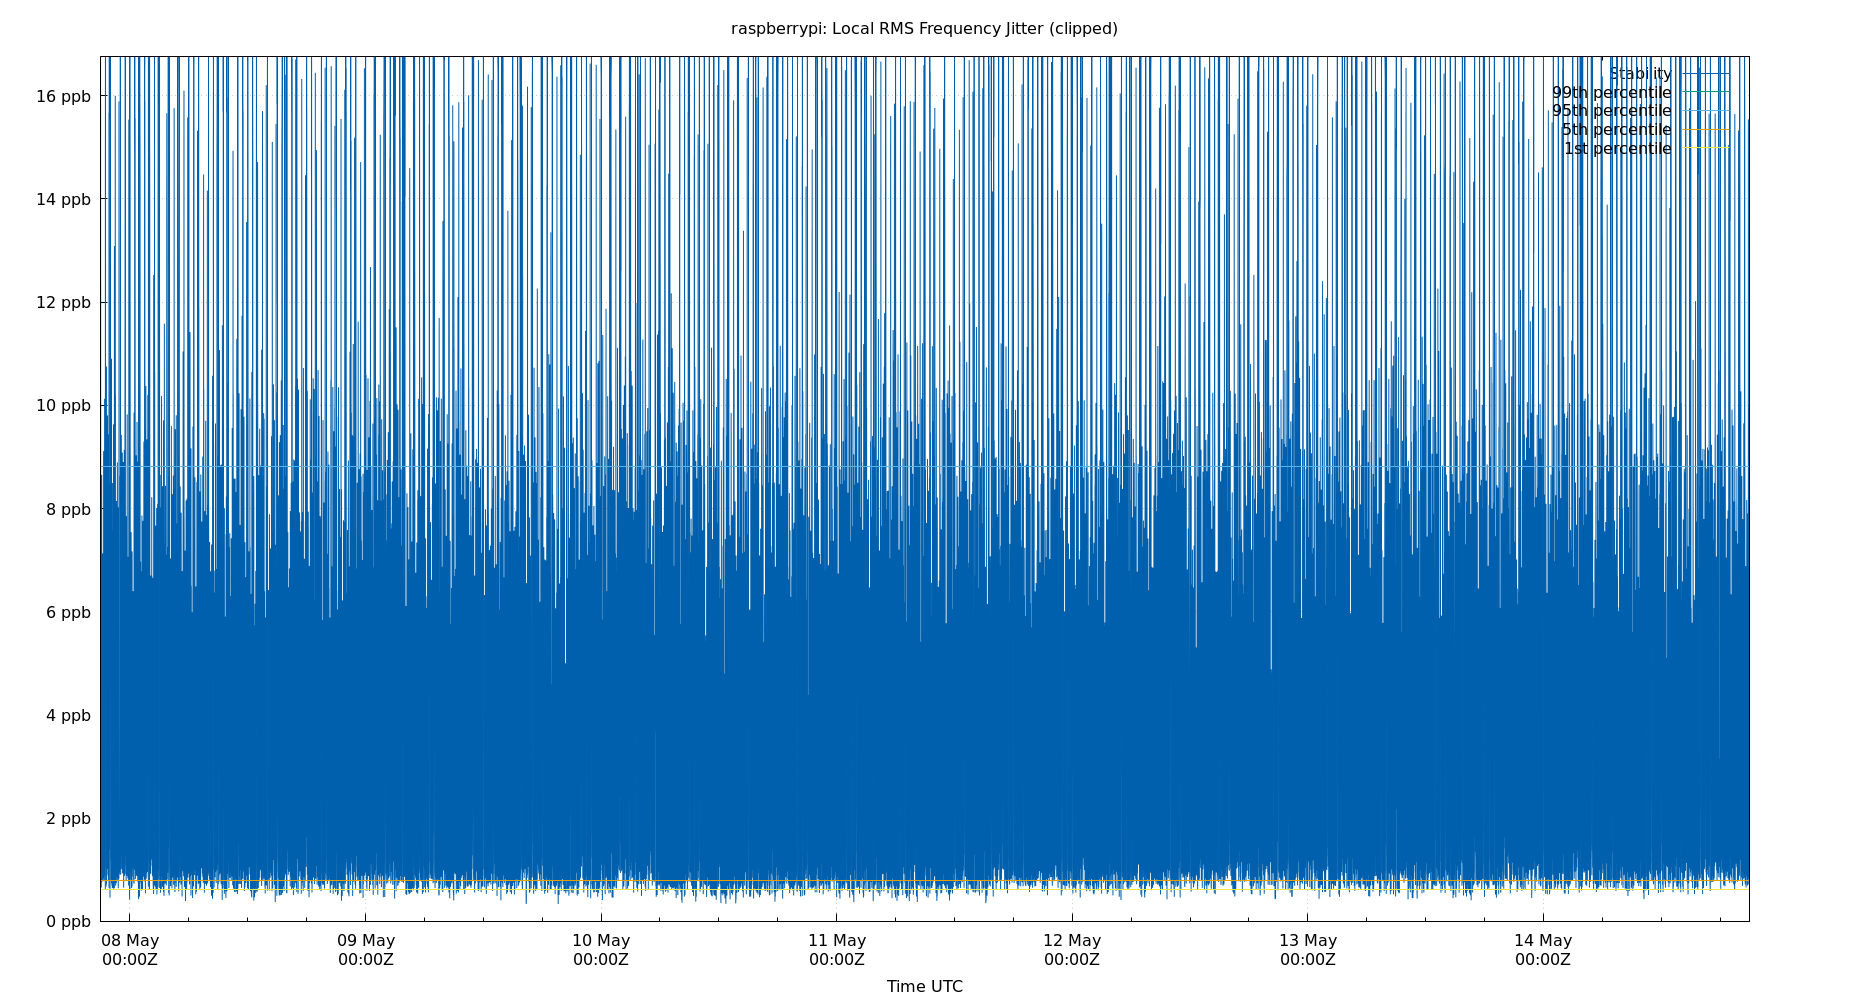 raspberrypi: Local RMS Frequency Jitter (clipped)
16 ppb
14 ppb
12 ppb
10 ppb
8 ppb
6 ppb
4 ppb
2 ppb
0 ppb
Stability
99th percentile
95th percentile
5th percentile
1st percentile
08 May
00:00Z
09 May
00:00Z
10 May
00:00Z
11 May
00:00Z
12 May
00:00Z
13 May
00:00Z
14 May
00:00Z
Time UTC